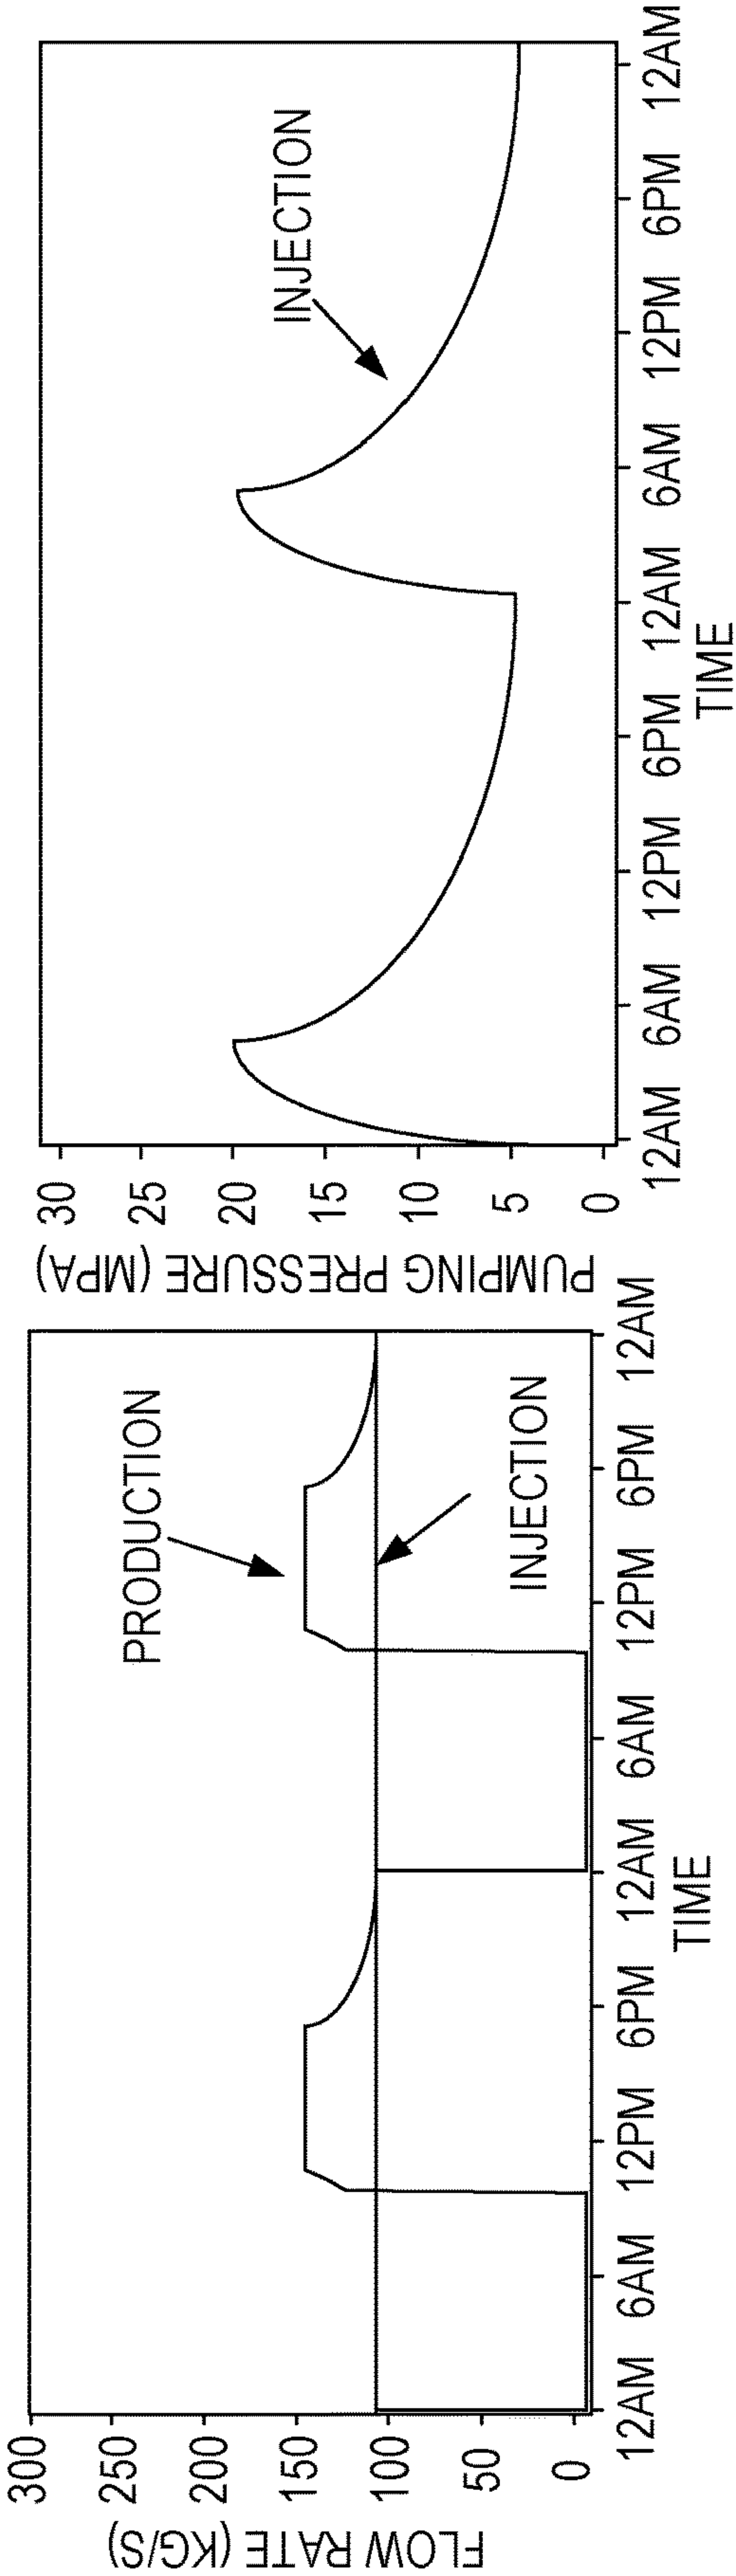 FLOW RATE (KG/S)
300
250
200
150
100
50
0
PRODUCTION
INJECTION
12AM 6AM 12PM 6PM 12AM 6AM 12PM 6PM 12AM
TIME
PUMPING PRESSURE (MPA)
30
25
20
15
10
5
0
INJECTION
12AM 6AM 12PM 6PM 12AM 6AM 12PM 6PM 12AM
TIME